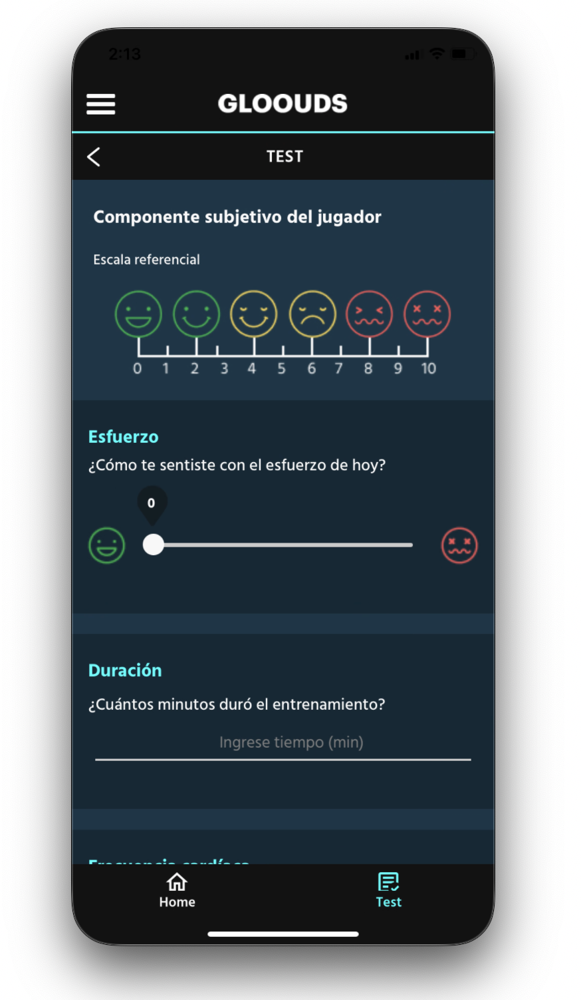 2:13
GLOOUDS
TEST
Componente subjetivo del jugador
Escala referencial
0 1 2 3 4 5 6 7 8 9 10
Esfuerzo
¿Cómo te sentiste con el esfuerzo de hoy?
0
Duración
¿Cuántos minutos duró el entrenamiento?
Ingrese tiempo (min)
Frecuencia cardíaca
Home Test